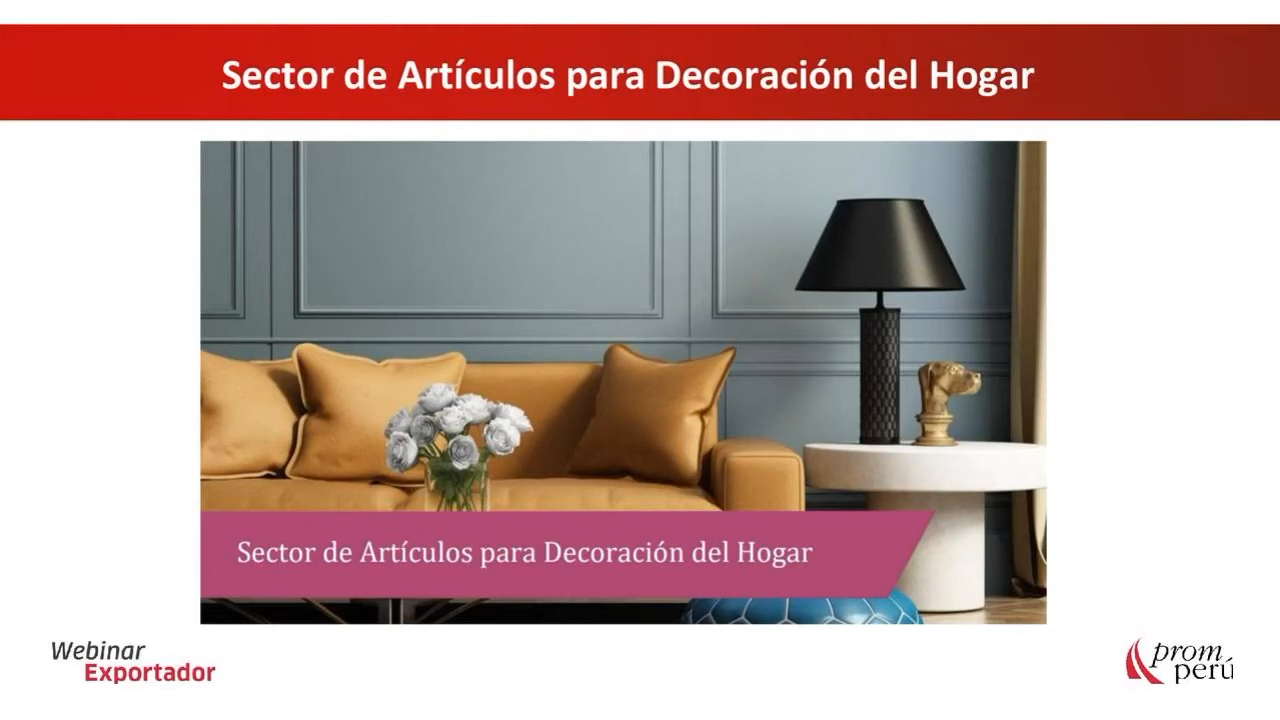 Sector de Artículos para Decoración del Hogar
Sector de Artículos para Decoración del Hogar
Webinar
Exportador
prom
perú